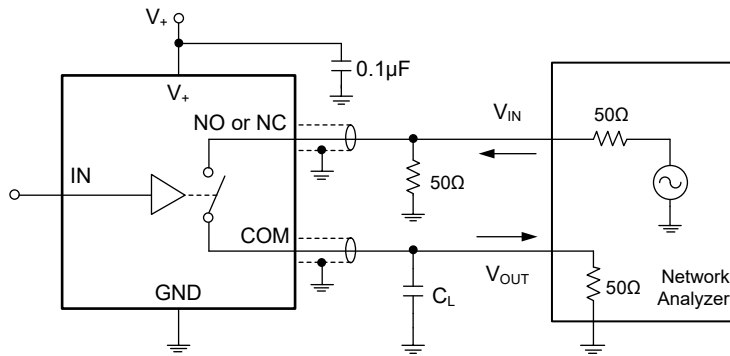 V+
0.1µF
V+
NO or NC
VIN
50Ω
50Ω
IN
COM
VOUT
50Ω
Network
Analyzer
GND
CL